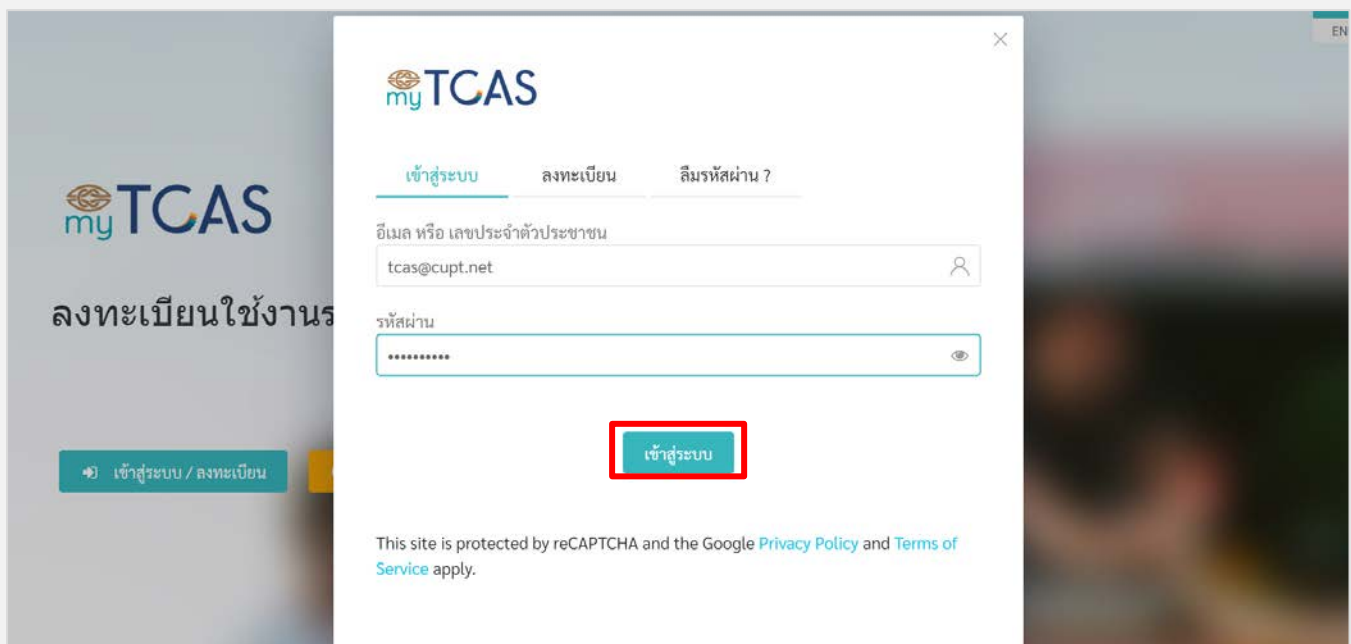 EN
my TCAS
เข้าสู่ระบบ ลงทะเบียน ลืมรหัสผ่าน ?
my TCAS
อีเมล หรือ เลขประจำตัวประชาชน
tcas@cupt.net
ลงทะเบียนใช้งานร
รหัสผ่าน
••••••••••
เข้าสู่ระบบ
เข้าสู่ระบบ / ลงทะเบียน
This site is protected by reCAPTCHA and the Google Privacy Policy and Terms of
Service apply.